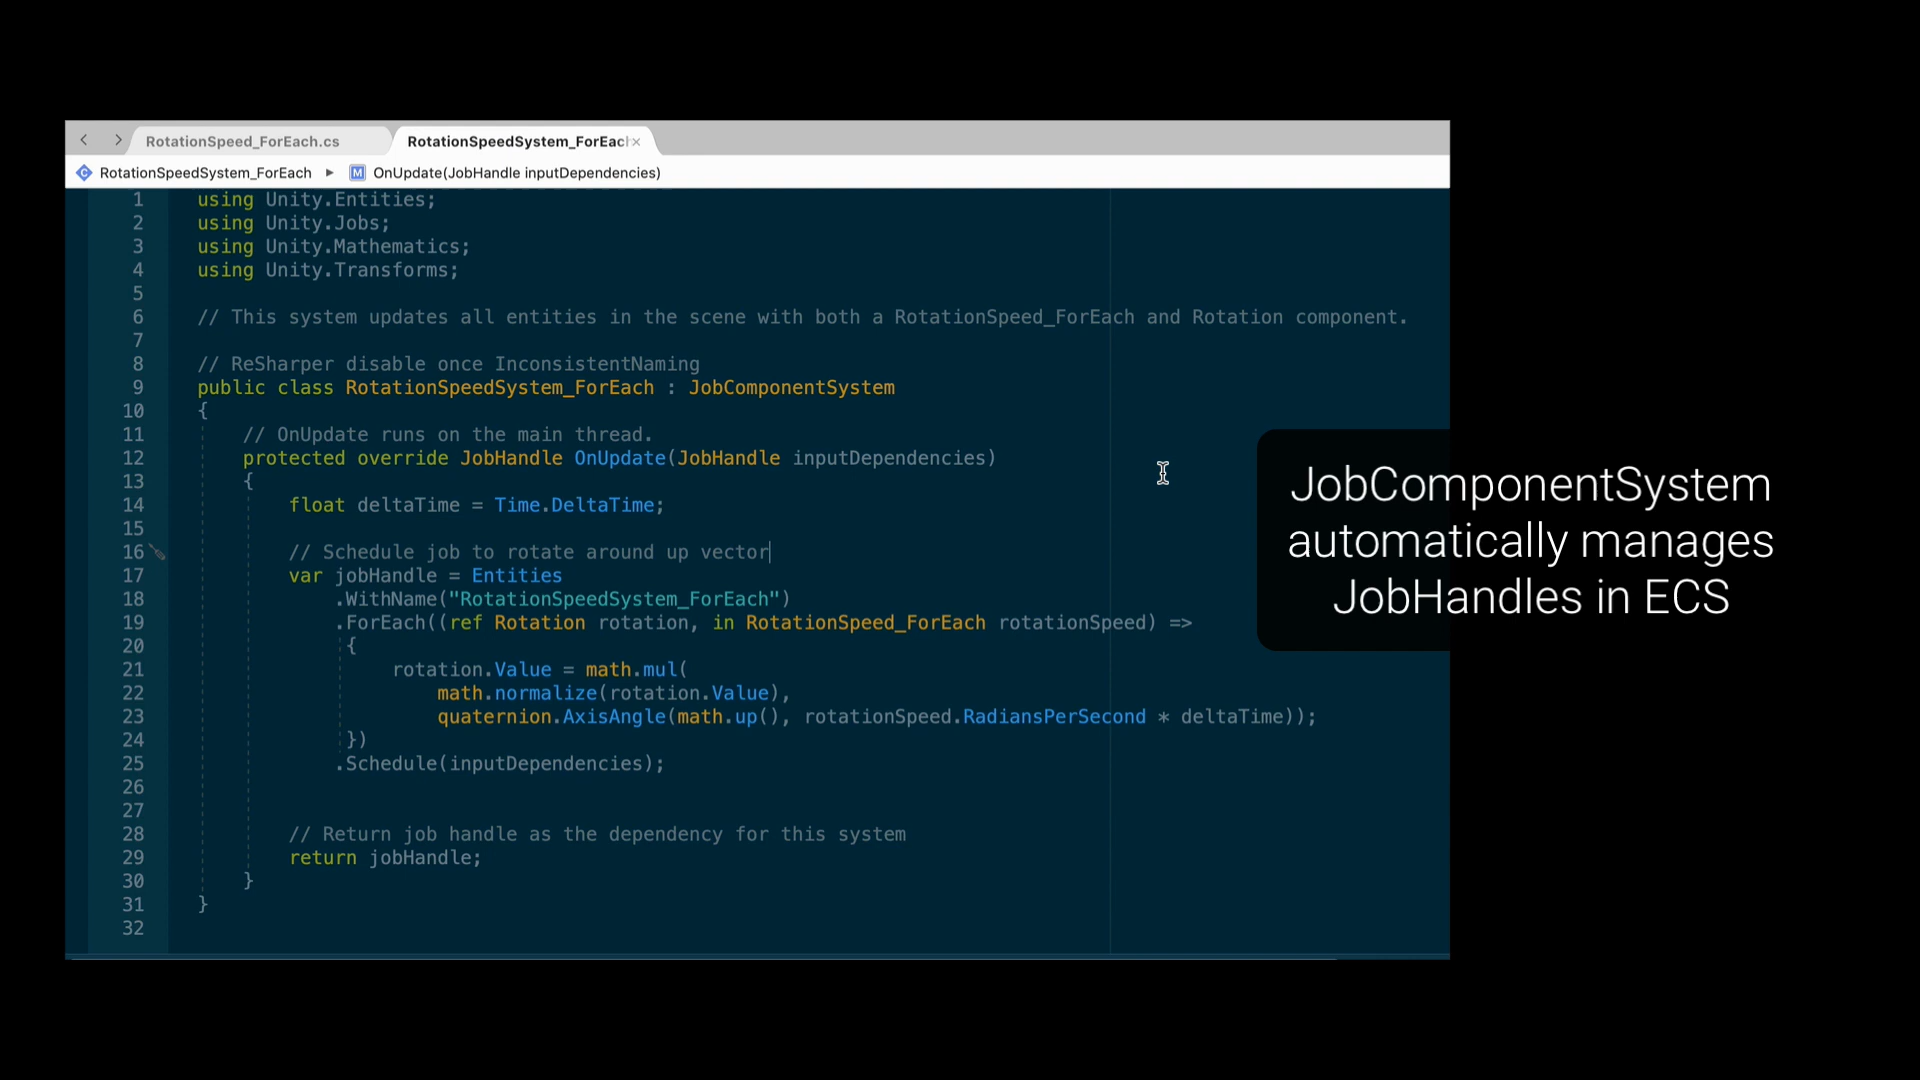 RotationSpeed_ForEach.cs
RotationSpeedSystem_ForEac
RotationSpeedSystem_ForEach ▸ M OnUpdate(JobHandle inputDependencies)
1 using Unity.Entities;
2 using Unity.Jobs;
3 using Unity.Mathematics;
4 using Unity.Transforms;
5
6 // This system updates all entities in the scene with both a RotationSpeed_ForEach and Rotation component.
7
8 // ReSharper disable once InconsistentNaming
9 public class RotationSpeedSystem_ForEach : JobComponentSystem
10 {
11 // OnUpdate runs on the main thread.
12 protected override JobHandle OnUpdate(JobHandle inputDependencies)
13 {
14 float deltaTime = Time.DeltaTime;
15
16 // Schedule job to rotate around up vector
17 var jobHandle = Entities
18 .WithName("RotationSpeedSystem_ForEach")
19 .ForEach((ref Rotation rotation, in RotationSpeed_ForEach rotationSpeed) =>
20 {
21 rotation.Value = math.mul(
22 math.normalize(rotation.Value),
23 quaternion.AxisAngle(math.up(), rotationSpeed.RadiansPerSecond * deltaTime));
24 })
25 .Schedule(inputDependencies);
26
27
28 // Return job handle as the dependency for this system
29 return jobHandle;
30 }
31 }
32
JobComponentSystem
automatically manages
JobHandles in ECS